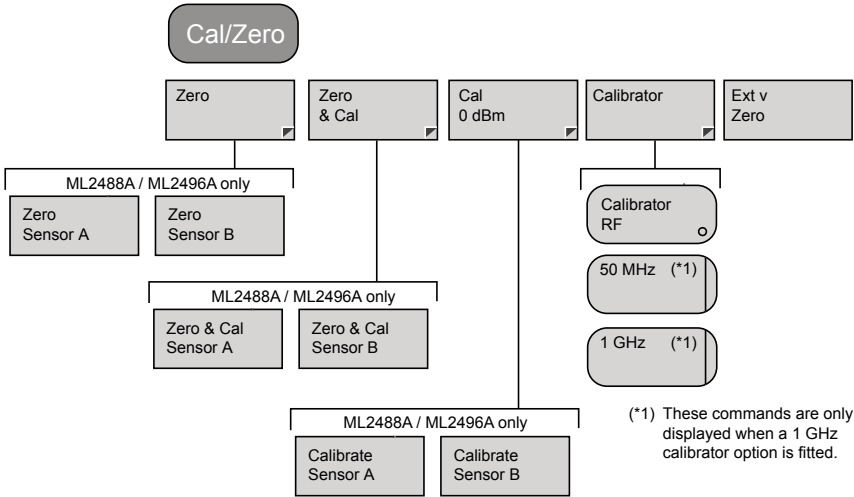 Cal/Zero
Zero
Zero
& Cal
Cal
0 dBm
Calibrator
Ext v
Zero
ML2488A / ML2496A only
Zero
Sensor A
Zero
Sensor B
Calibrator
RF
50 MHz (*1)
1 GHz (*1)
ML2488A / ML2496A only
Zero & Cal
Sensor A
Zero & Cal
Sensor B
ML2488A / ML2496A only
Calibrate
Sensor A
Calibrate
Sensor B
(*1) These commands are only
displayed when a 1 GHz
calibrator option is fitted.